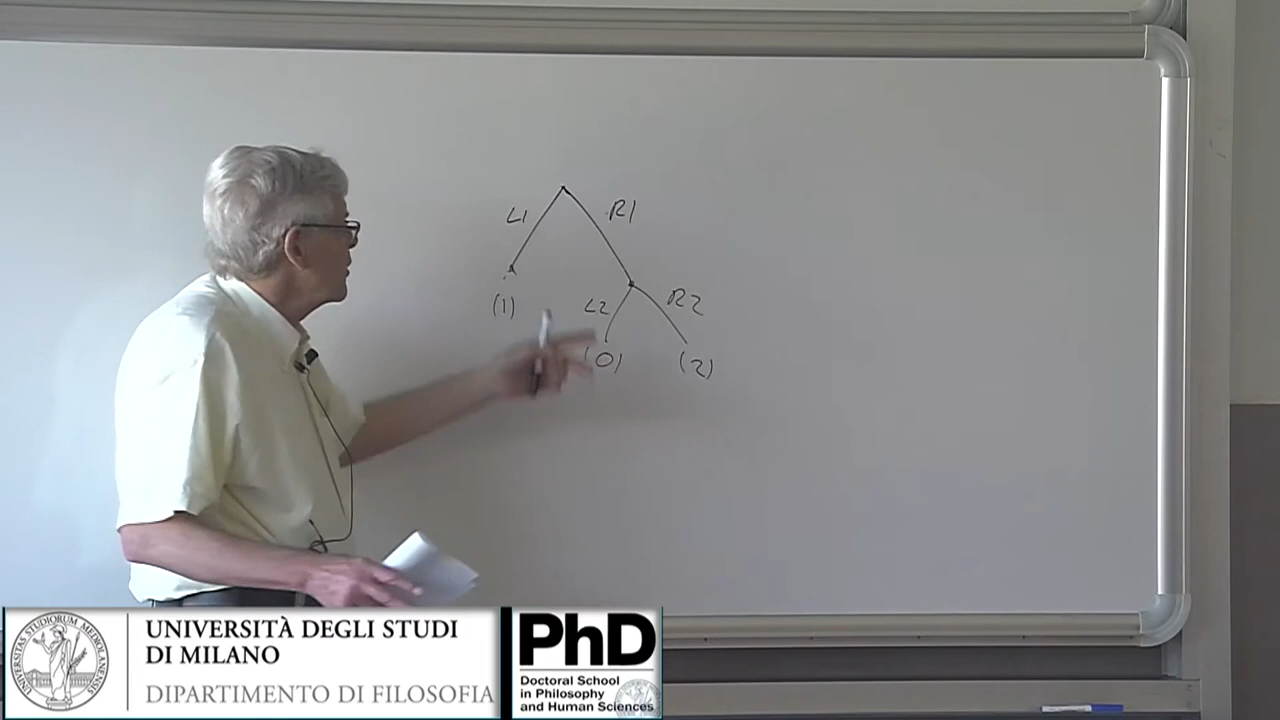 L1 R1
(1) L2 R2
(0) (2)
UNIVERSITÀ DEGLI STUDI
DI MILANO
DIPARTIMENTO DI FILOSOFIA
PhD
Doctoral School
in Philosophy
and Human Sciences